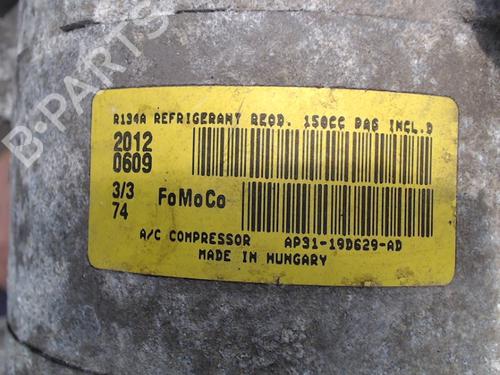 B-PARTS
R134A REFRIGERANT REQD. 150CC PAG INCL.D
2012
0609
3/3
74
FoMoCo
A/C COMPRESSOR AP31-19D629-AD
MADE IN HUNGARY